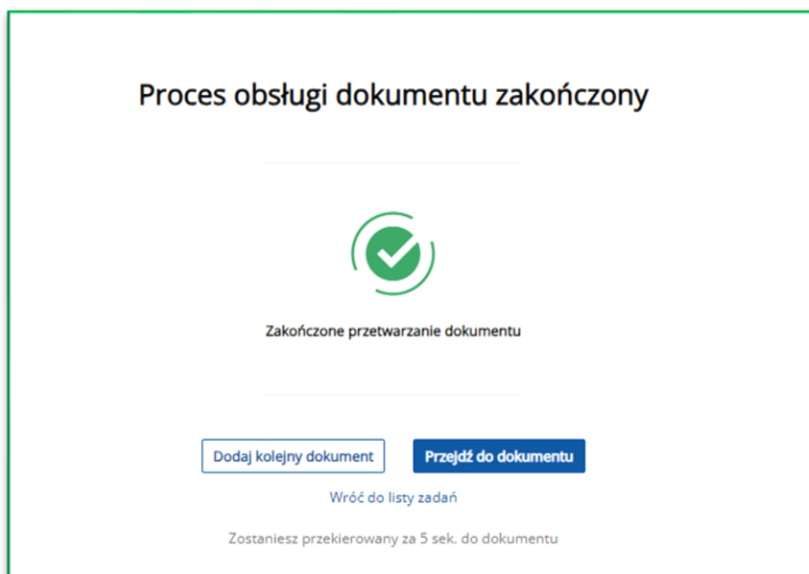 Proces obsługi dokumentu zakończony
Zakończone przetwarzanie dokumentu
Dodaj kolejny dokument
Przejdź do dokumentu
Wróć do listy zadań
Zostaniesz przekierowany za 5 sek. do dokumentu